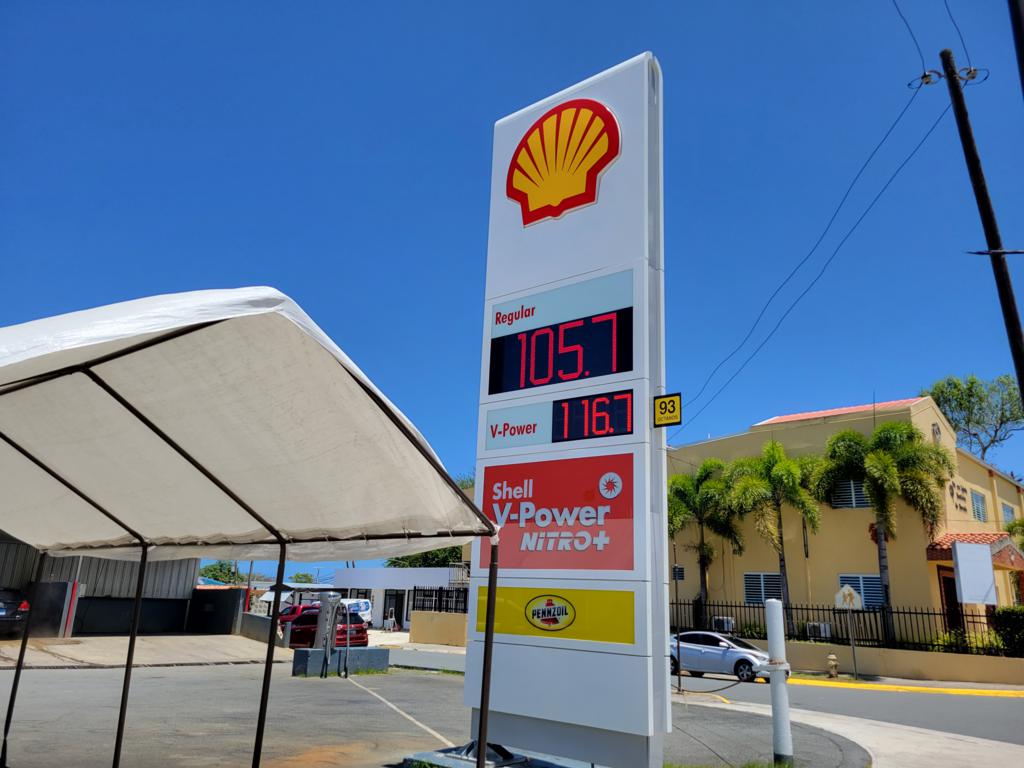 Regular
105.7
V-Power
116.7
93
OCTANOS
Shell
V-Power
NiTRO+
PENNZOIL